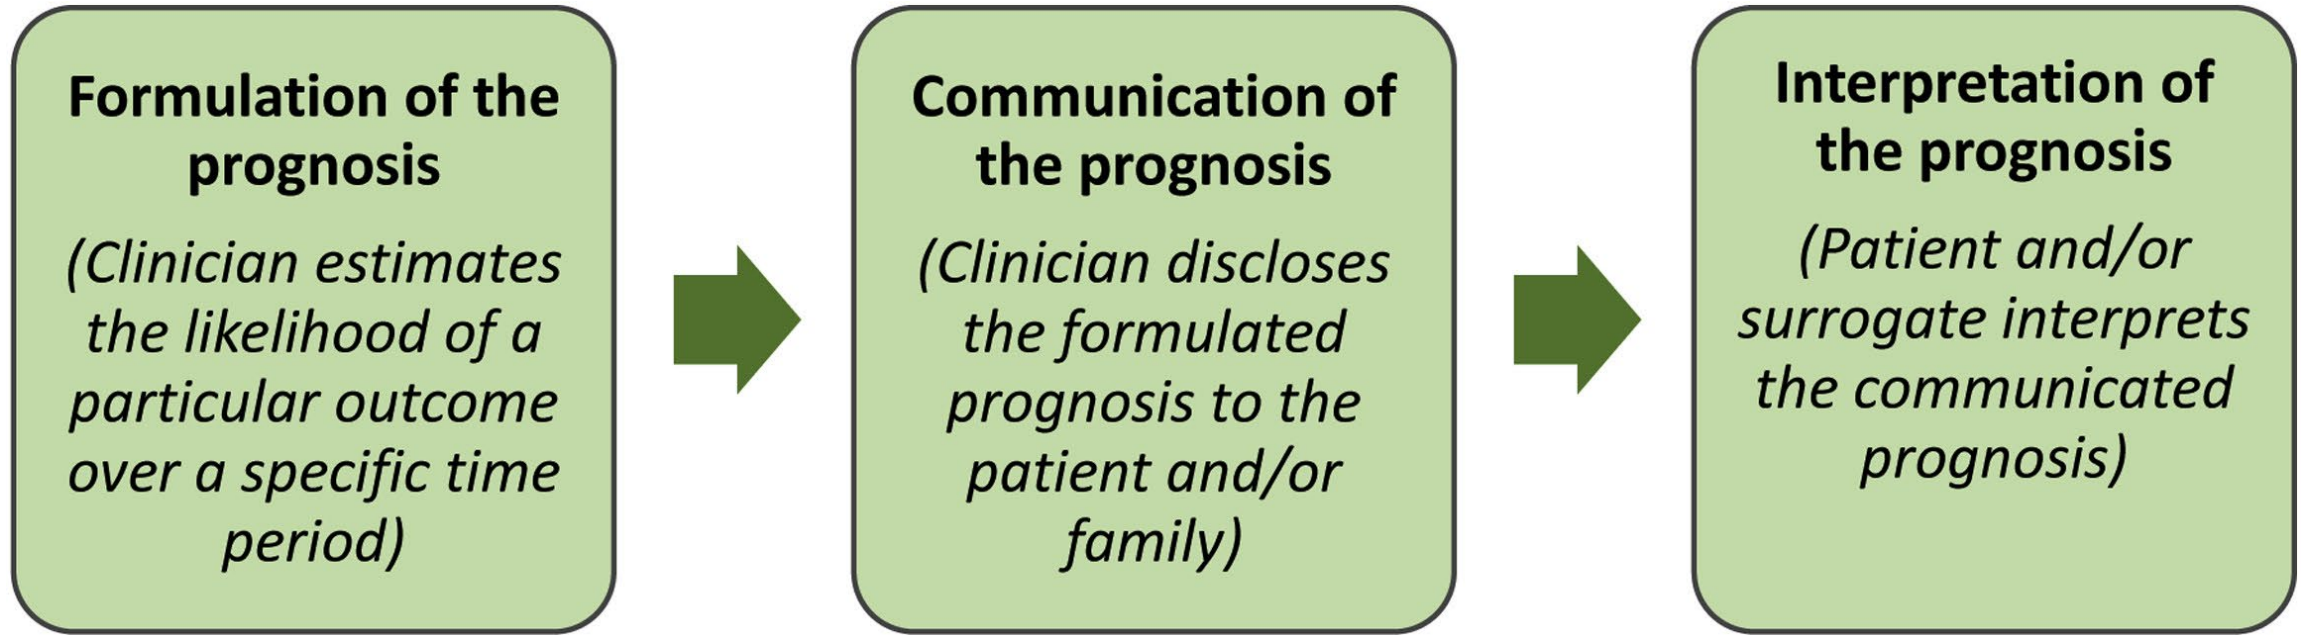 Formulation of the
prognosis
(Clinician estimates
the likelihood of a
particular outcome
over a specific time
period)
Communication of
the prognosis
(Clinician discloses
the formulated
prognosis to the
patient and/or
family)
Interpretation of
the prognosis
(Patient and/or
surrogate interprets
the communicated
prognosis)